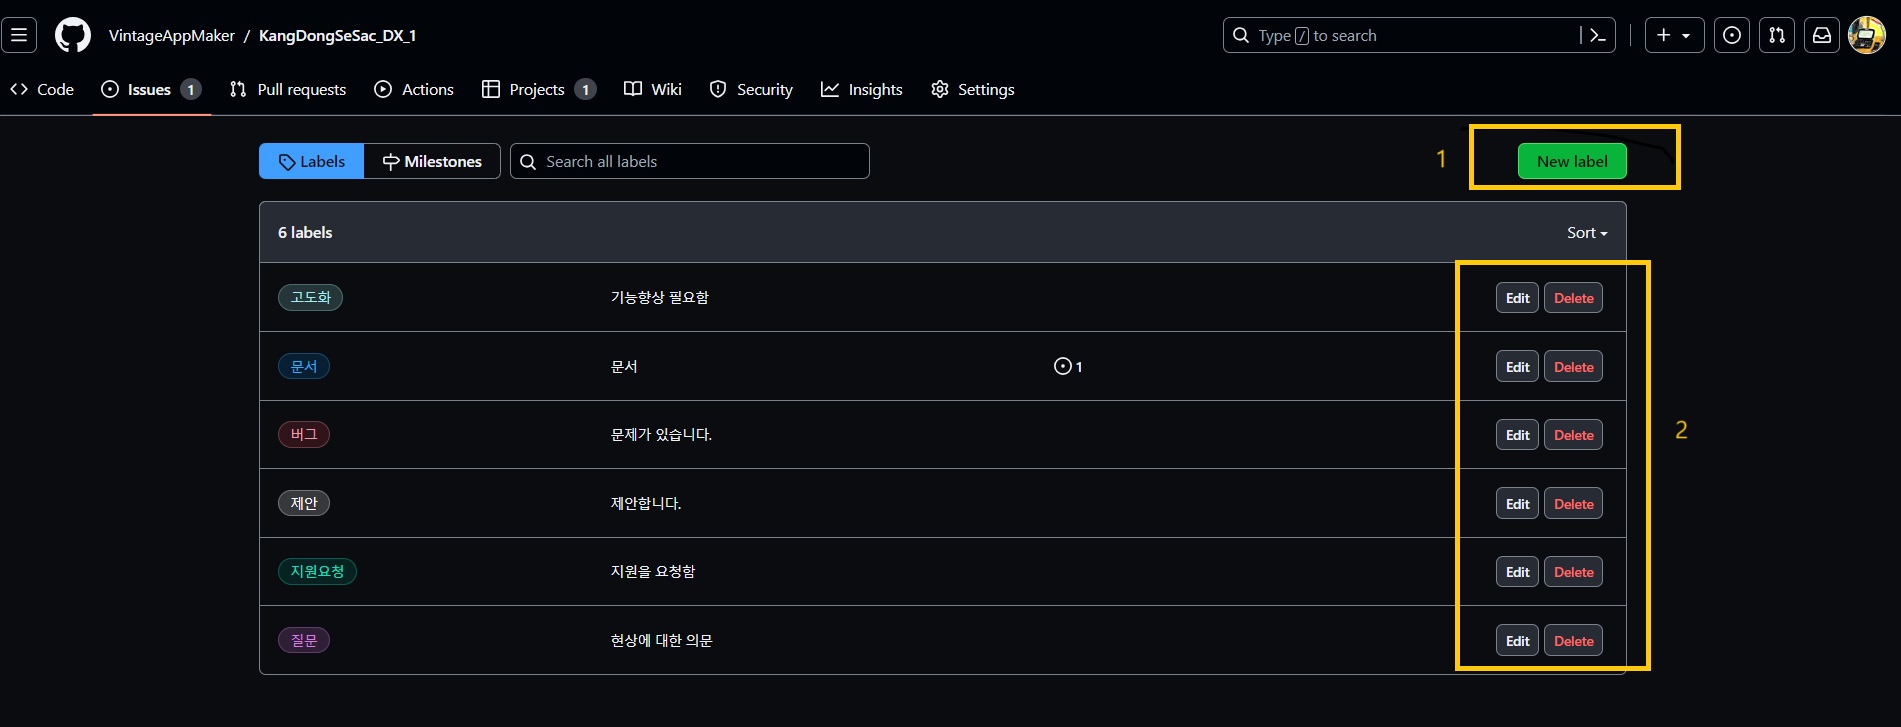 VintageAppMaker / KangDongSeSac_DX_1 Type / to search
Code Issues 1 Pull requests Actions Projects 1 Wiki Security Insights Settings
Labels Milestones Search all labels 1 New label
6 labels Sort
고도화 기능향상 필요함 Edit Delete
문서 문서 1 Edit Delete
버그 문제가 있습니다. Edit Delete
2
제안 제안합니다. Edit Delete
지원요청 지원을 요청함 Edit Delete
질문 현상에 대한 의문 Edit Delete